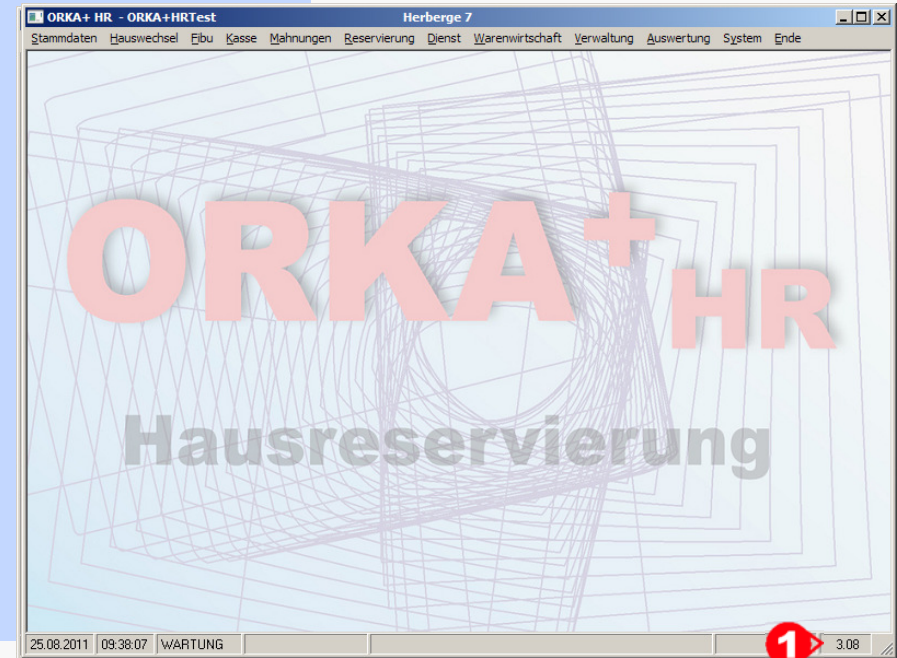 ORKA+ HR - ORKA+HRTest Herberge 7
Stammdaten Hauswechsel Fibu Kasse Mahnungen Reservierung Dienst Warenwirtschaft Verwaltung Auswertung System Ende
ORKA+HR
Hausreservierung
25.08.2011 09:38:07 WARTUNG 1 3.08